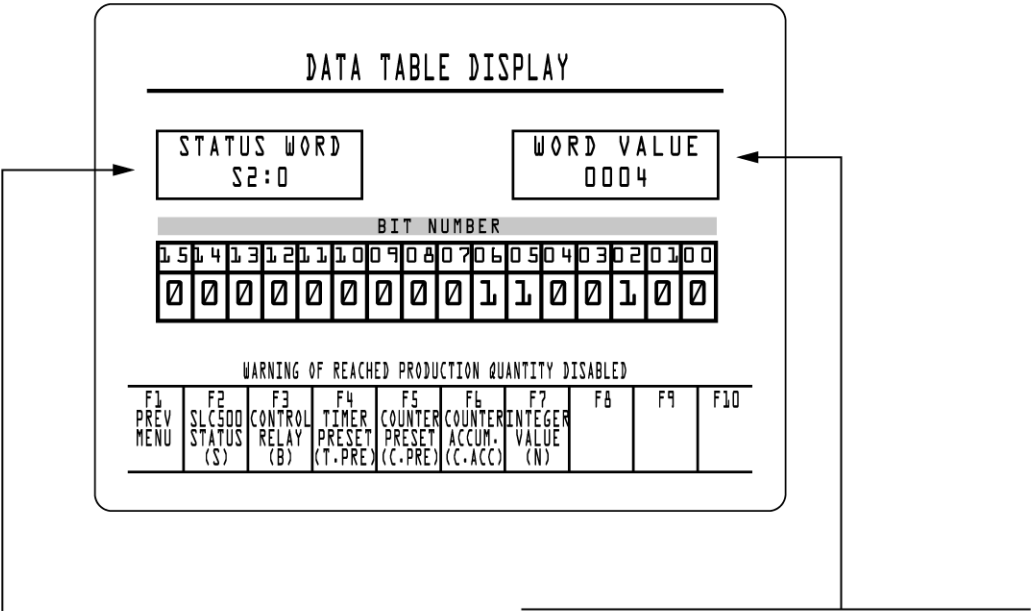 DATA TABLE DISPLAY
STATUS WORD
S2:0
WORD VALUE
0004
BIT NUMBER
15 14 13 12 11 10 09 08 07 06 05 04 03 02 01 00
0 0 0 0 0 0 0 0 0 1 1 0 0 1 0 0
WARNING OF REACHED PRODUCTION QUANTITY DISABLED
F1
PREV
MENU
F2
SLC500
STATUS
(S)
F3
CONTROL
RELAY
(B)
F4
TIMER
PRESET
(T.PRE)
F5
COUNTER
PRESET
(C.PRE)
F6
COUNTER
ACCUM.
(C.ACC)
F7
INTEGER
VALUE
(N)
F8
F9
F10